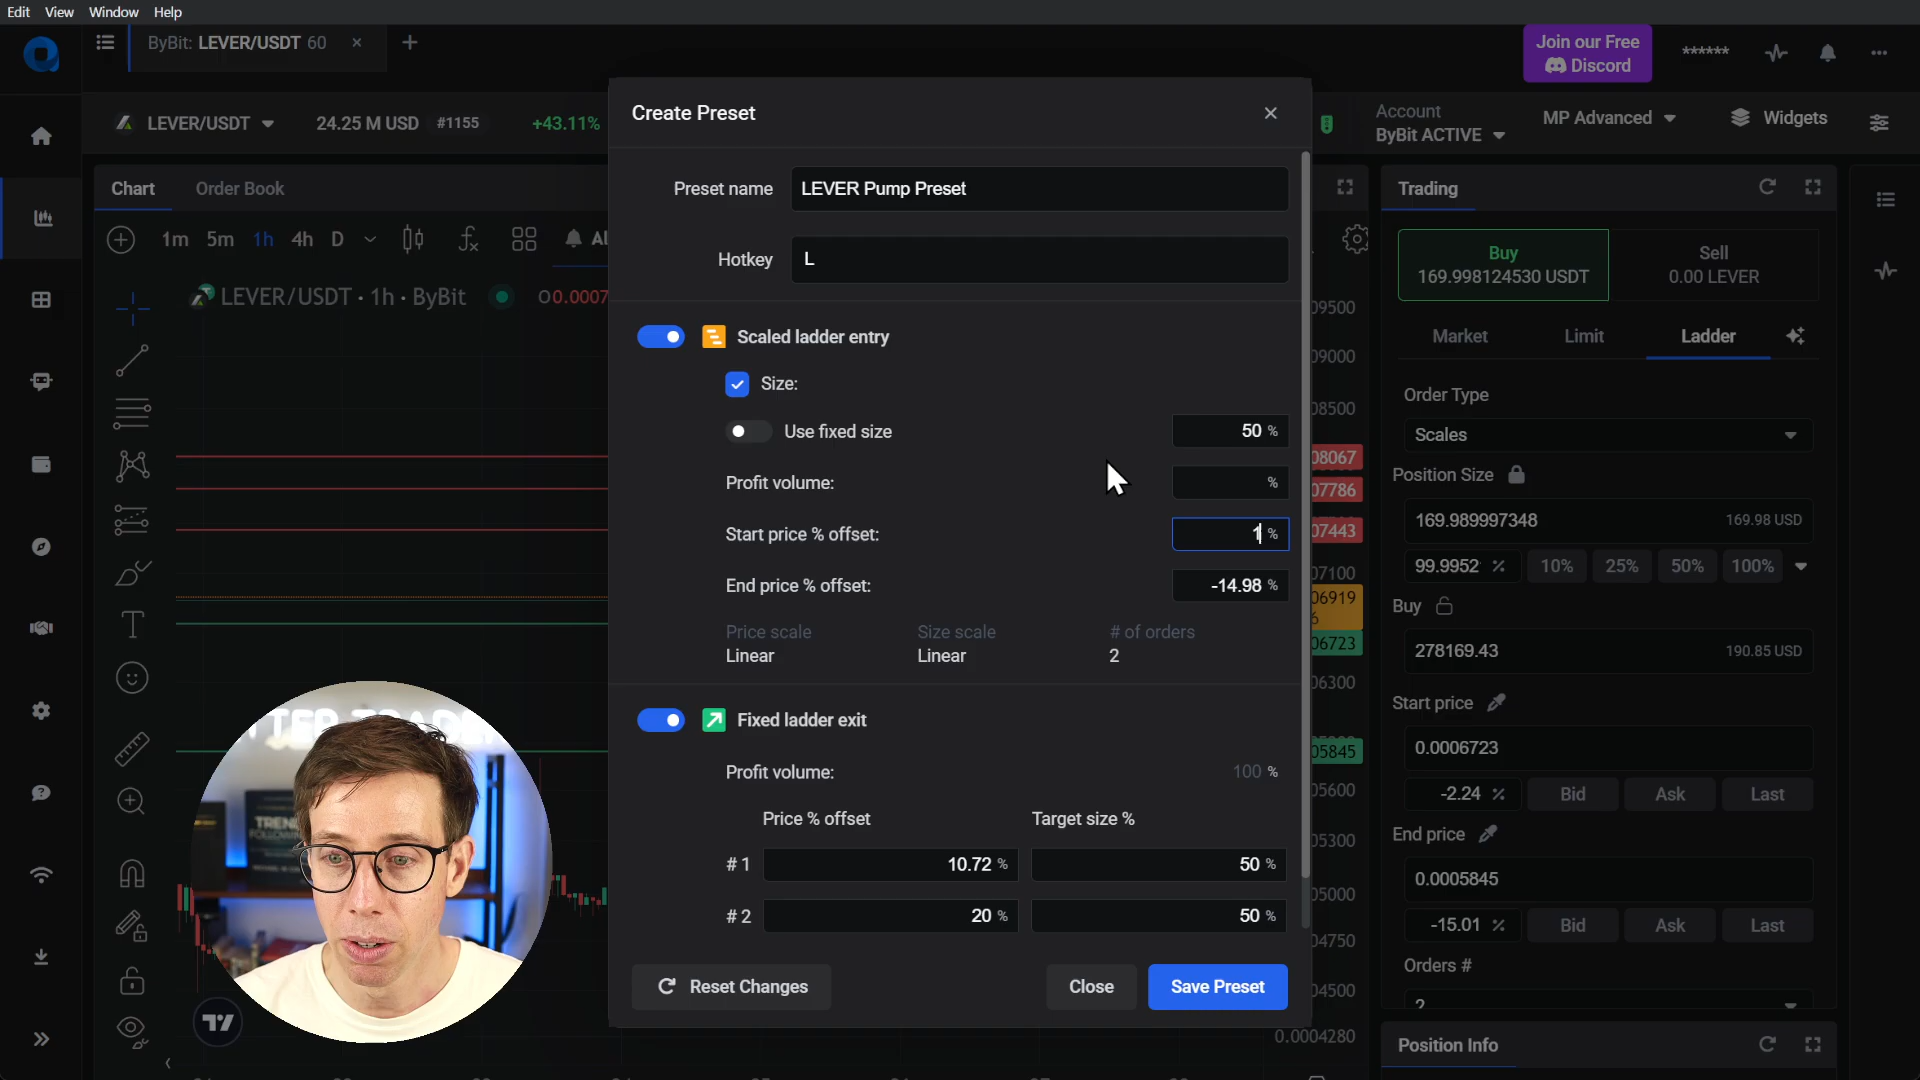 Edit View Window Help
ByBit: LEVER/USDT 60
Join our Free
Discord
******
LEVER/USDT 24.25 M USD #1155 +43.11%
Account
ByBit ACTIVE
MP Advanced
Widgets
Chart Order Book
1m 5m 1h 4h D
LEVER/USDT · 1h · ByBit
Create Preset
Preset name LEVER Pump Preset
Hotkey L
Scaled ladder entry
Size:
Use fixed size 50 %
Profit volume: %
Start price % offset: 1 %
End price % offset: -14.98 %
Price scale Size scale # of orders
Linear Linear 2
Fixed ladder exit
Profit volume: 100 %
Price % offset Target size %
# 1 10.72 % 50 %
# 2 20 % 50 %
Reset Changes Close Save Preset
0.0004280
Trading
Buy
169.998124530 USDT
Sell
0.00 LEVER
Market Limit Ladder
Order Type
Scales
Position Size
169.989997348 169.98 USD
99.9952 % 10% 25% 50% 100%
Buy
278169.43 190.85 USD
Start price
0.0006723
-2.24 % Bid Ask Last
End price
0.0005845
-15.01 % Bid Ask Last
Orders #
2
Position Info